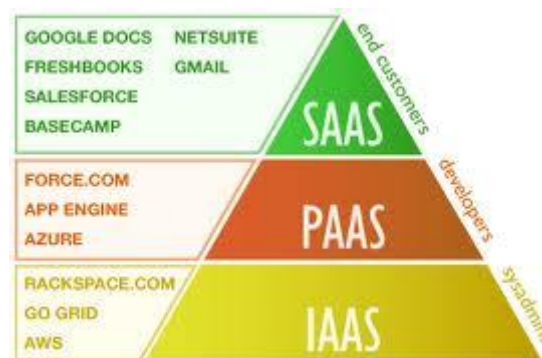 GOOGLE DOCS NETSUITE
FRESHBOOKS GMAIL
SALESFORCE
BASECAMP
SAAS
end customers
FORCE.COM
APP ENGINE
AZURE
PAAS
developers
RACKSPACE.COM
GO GRID
AWS
IAAS
sysadmin